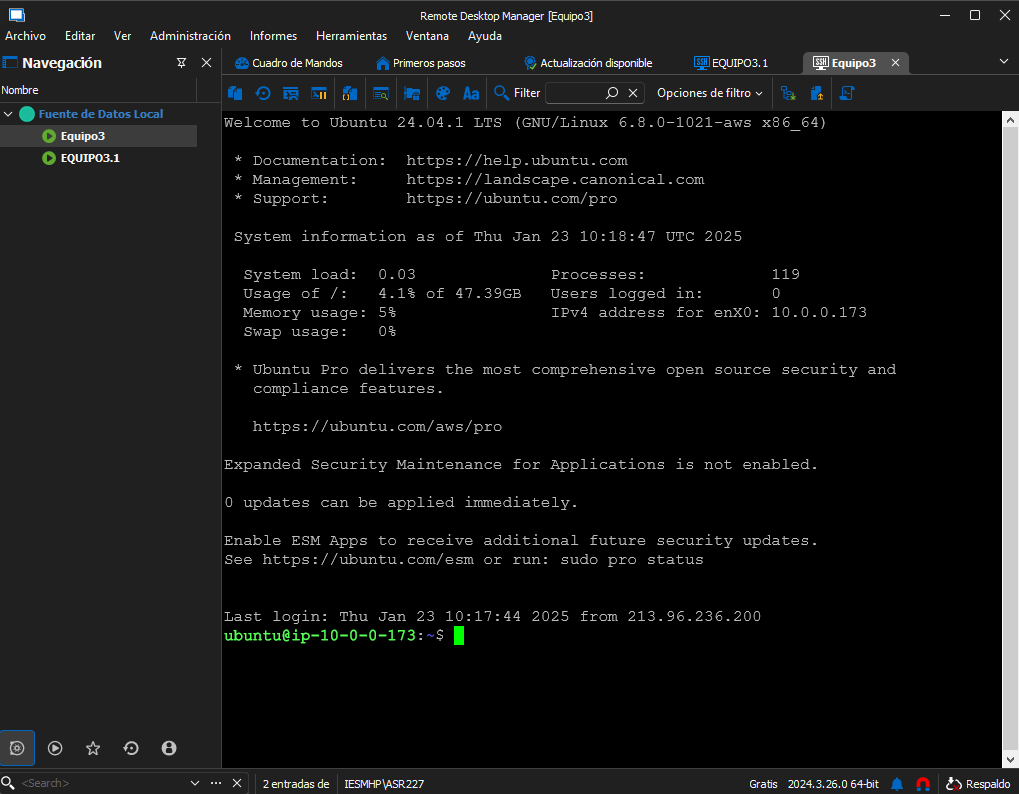 Remote Desktop Manager [Equipo3]
Archivo Editar Ver Administración Informes Herramientas Ventana Ayuda
Navegación
Cuadro de Mandos Primeros pasos Actualización disponible EQUIPO3.1 Equipo3
Nombre
Filter Opciones de filtro
Fuente de Datos Local
Equipo3
EQUIPO3.1
Welcome to Ubuntu 24.04.1 LTS (GNU/Linux 6.8.0-1021-aws x86_64)
* Documentation: https://help.ubuntu.com
* Management: https://landscape.canonical.com
* Support: https://ubuntu.com/pro
System information as of Thu Jan 23 10:18:47 UTC 2025
System load: 0.03 Processes: 119
Usage of /: 4.1% of 47.39GB Users logged in: 0
Memory usage: 5% IPv4 address for enX0: 10.0.0.173
Swap usage: 0%
* Ubuntu Pro delivers the most comprehensive open source security and
compliance features.
https://ubuntu.com/aws/pro
Expanded Security Maintenance for Applications is not enabled.
0 updates can be applied immediately.
Enable ESM Apps to receive additional future security updates.
See https://ubuntu.com/esm or run: sudo pro status
Last login: Thu Jan 23 10:17:44 2025 from 213.96.236.200
ubuntu@ip-10-0-0-173:~$
<Search> 2 entradas de IESMHP\ASR227 Gratis 2024.3.26.0 64-bit Respaldo